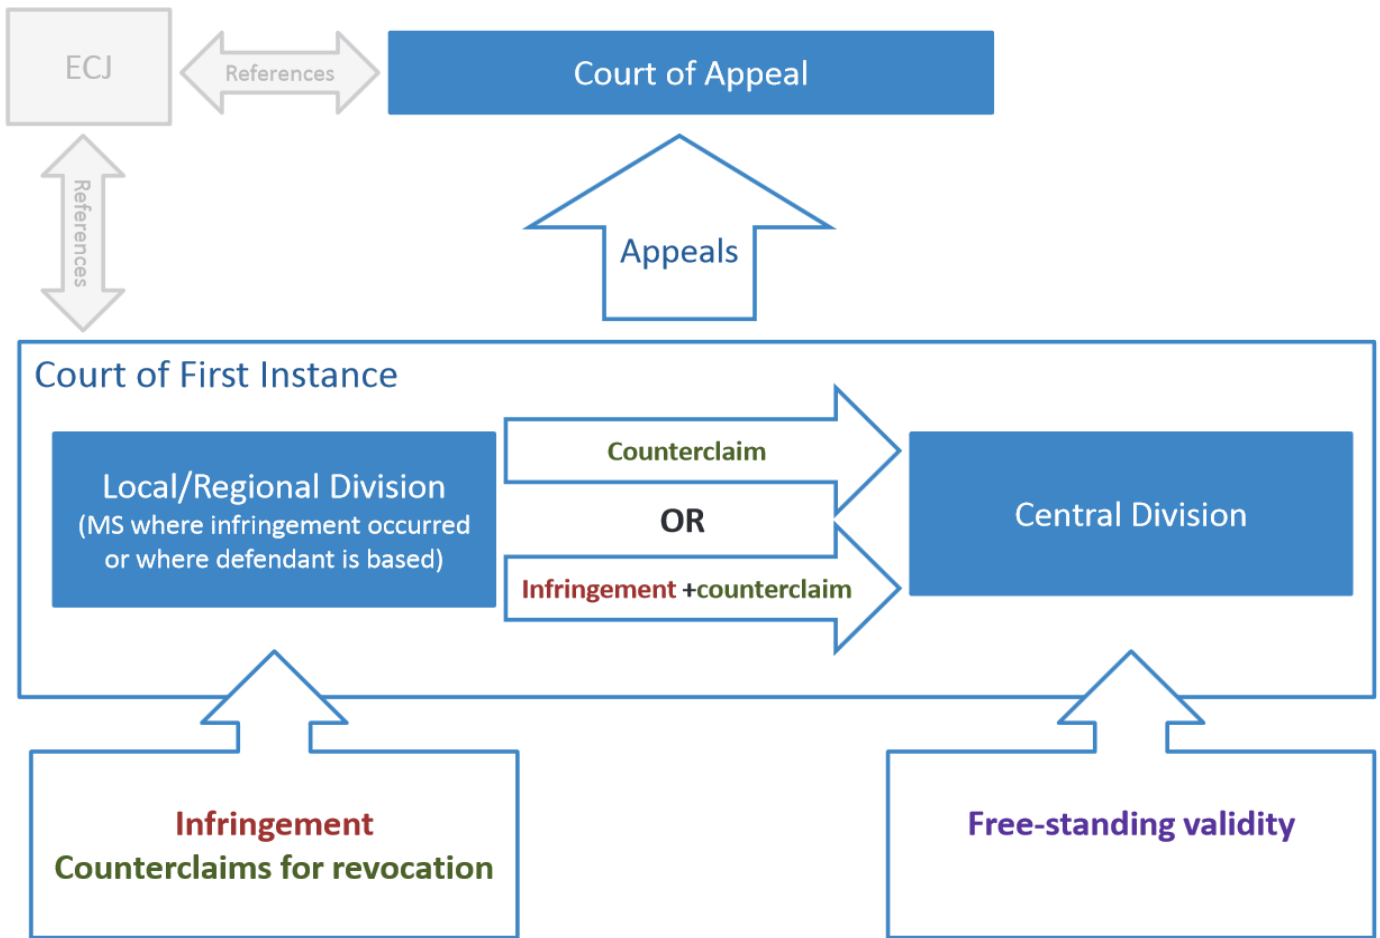 ECJ
References
Court of Appeal
References
Appeals
Court of First Instance
Local/Regional Division
(MS where infringement occurred
or where defendant is based)
Counterclaim
OR
Infringement +counterclaim
Central Division
Infringement
Counterclaims for revocation
Free-standing validity